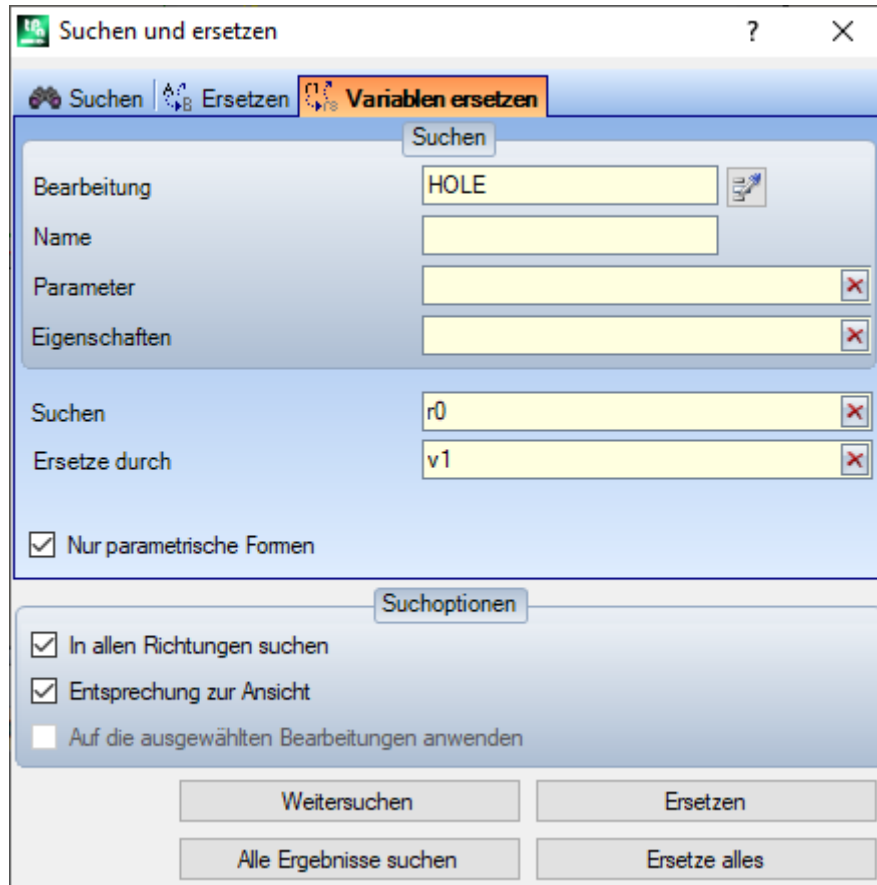 Suchen und ersetzen ?
Suchen Ersetzen Variablen ersetzen
Suchen
Bearbeitung HOLE
Name
Parameter
Eigenschaften
Suchen r0
Ersetze durch v1
Nur parametrische Formen
Suchoptionen
In allen Richtungen suchen
Entsprechung zur Ansicht
Auf die ausgewählten Bearbeitungen anwenden
Weitersuchen Ersetzen
Alle Ergebnisse suchen Ersetze alles